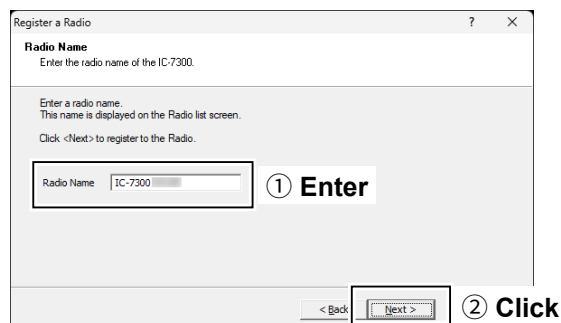 Register a Radio ? ×
Radio Name
Enter the radio name of the IC-7300.
Enter a radio name.
This name is displayed on the Radio list screen.
Click <Next> to register to the Radio.
Radio Name IC-7300
① Enter
< Back Next >
② Click